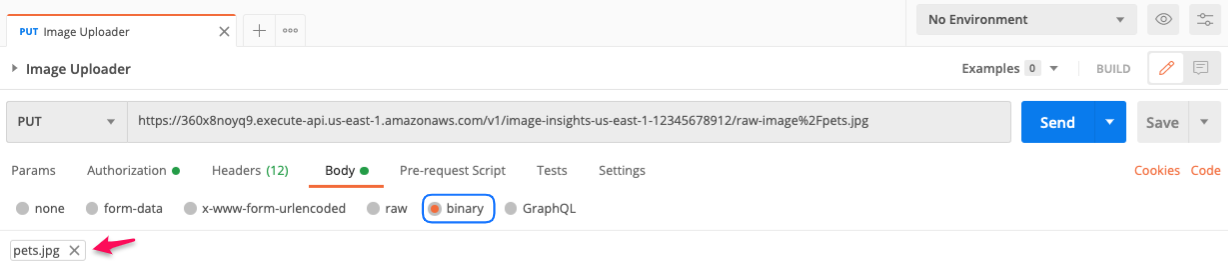 PUT Image Uploader
No Environment
Image Uploader
Examples 0
BUILD
PUT
https://360x8noyq9.execute-api.us-east-1.amazonaws.com/v1/image-insights-us-east-1-12345678912/raw-image%2Fpets.jpg
Send
Save
Params Authorization Headers (12) Body Pre-request Script Tests Settings Cookies Code
none form-data x-www-form-urlencoded raw binary GraphQL
pets.jpg